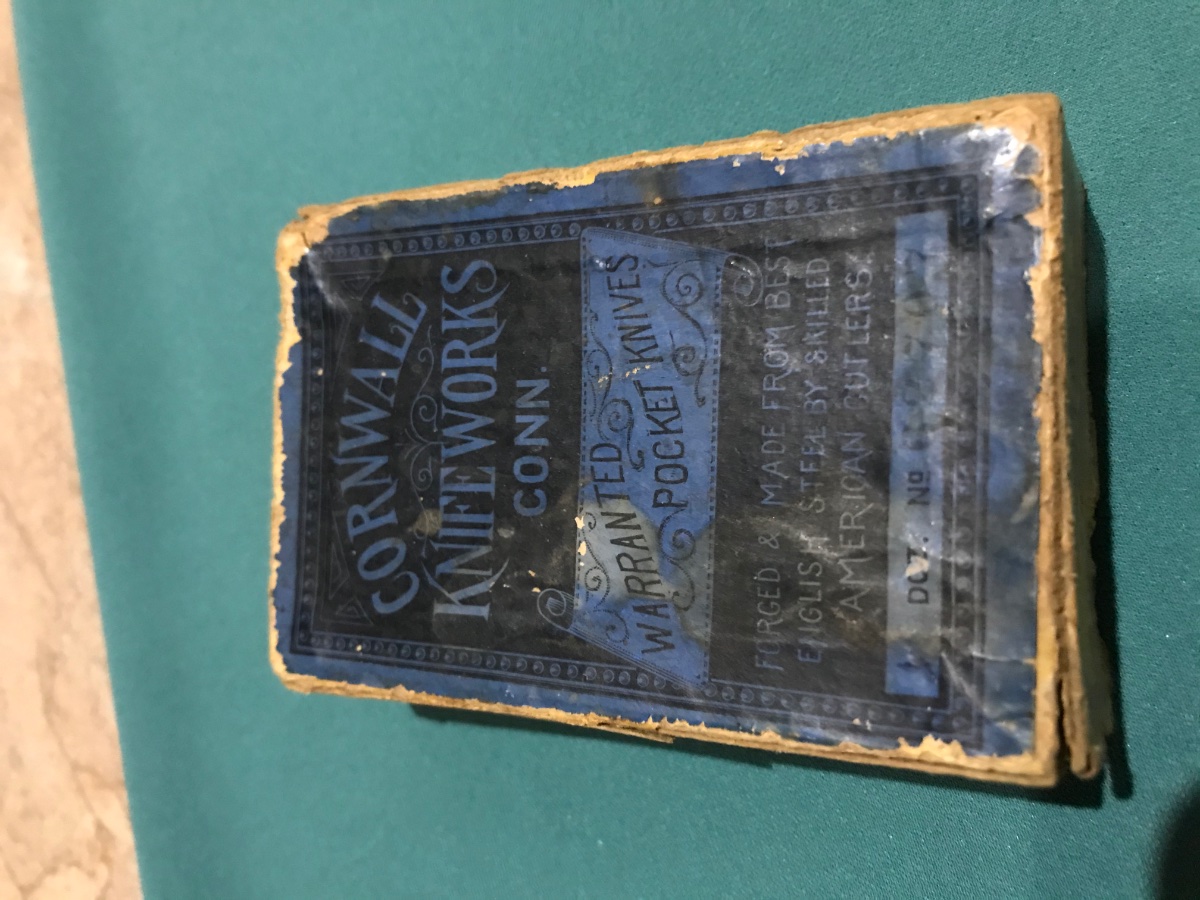 CORNWALL
KNIFEWORKS
CONN.
WARRANTED
POCKET KNIVES
FORGED & MADE FROM BEST
ENGLISH STEEL BY SKILLED
AMERICAN CUTLERS.
DOZ. No